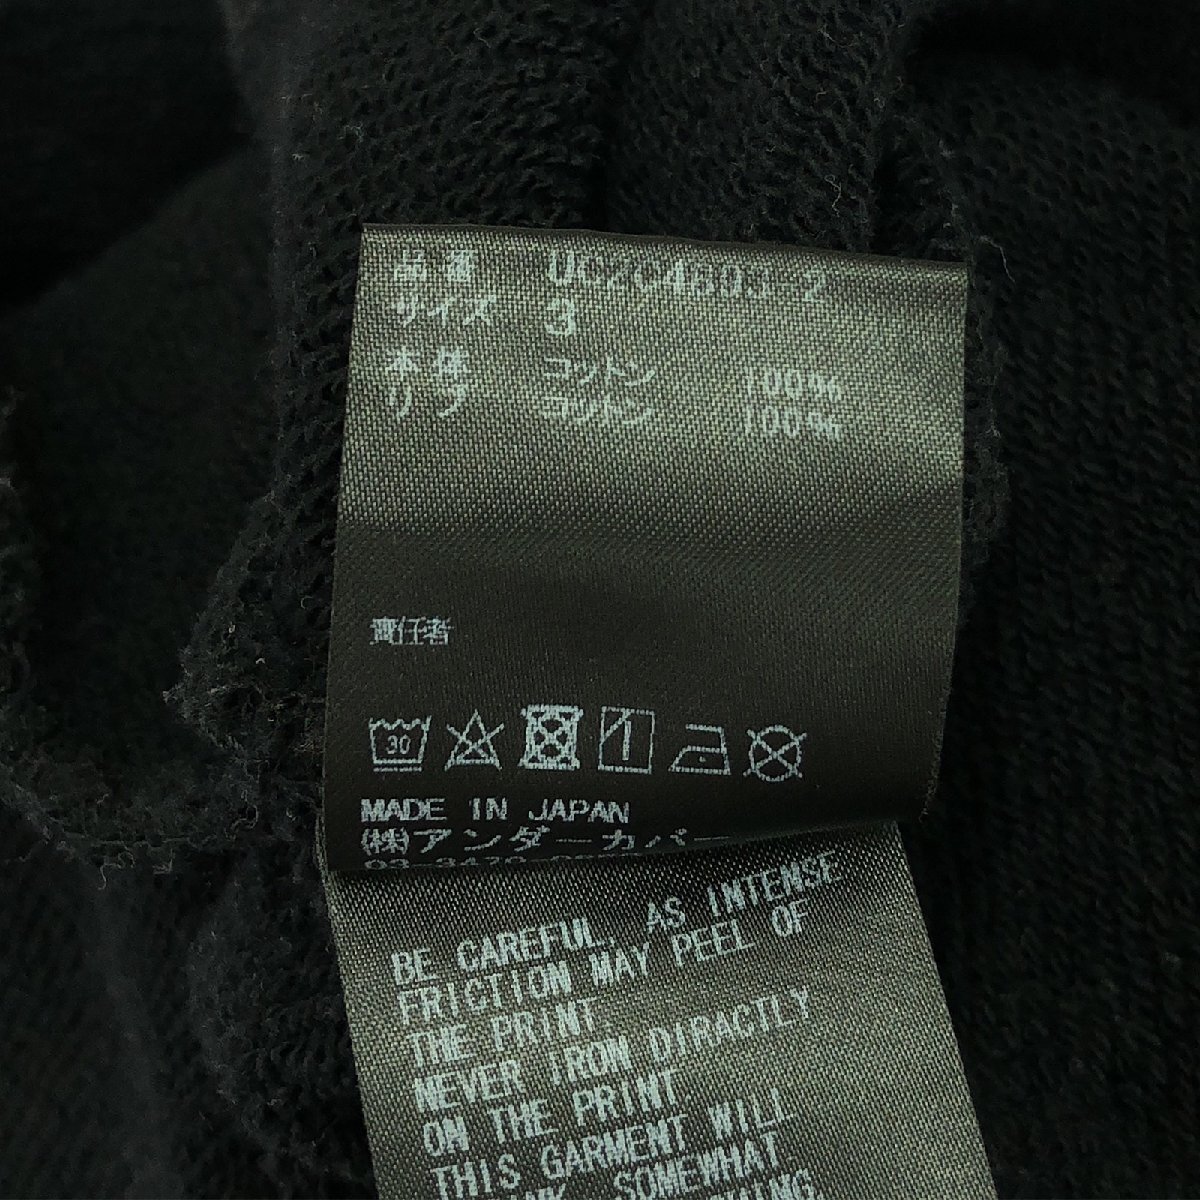 品番 UC2C4803-2
サイズ 3
本体 コットン 100%
リブ コットン 100%
責任者
30
MADE IN JAPAN
(株)アンダーカバー
BE CAREFUL, AS INTENSE
FRICTION MAY PEEL OF
THE PRINT.
NEVER IRON DIRACTLY
ON THE PRINT.
THIS GARMENT WILL
SOMEWHAT